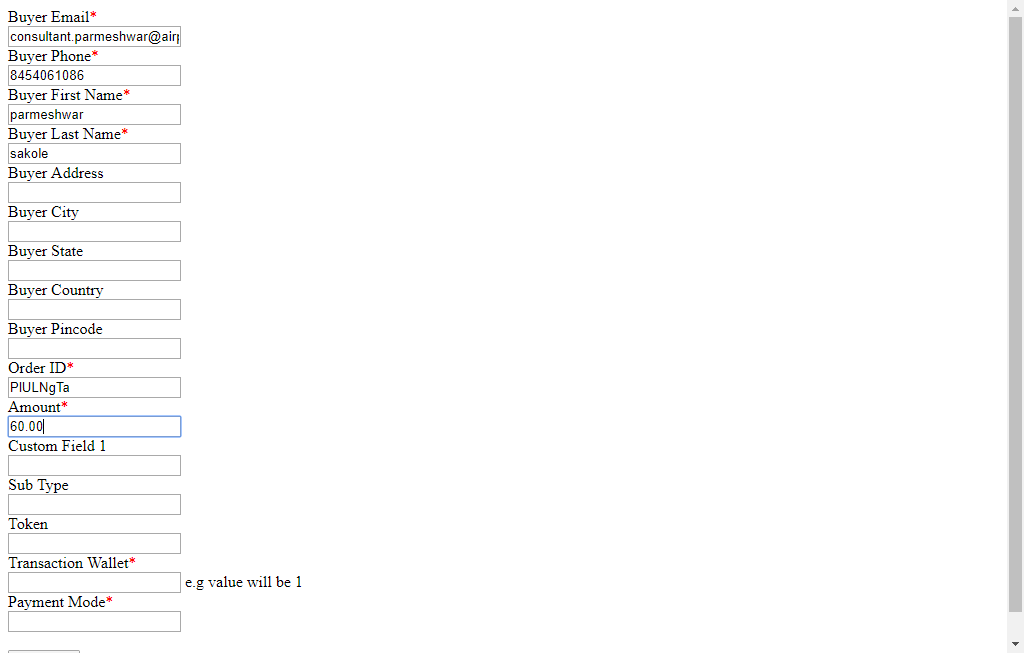 Buyer Email*
consultant.parmeshwar@air
Buyer Phone*
8454061086
Buyer First Name*
parmeshwar
Buyer Last Name*
sakole
Buyer Address
Buyer City
Buyer State
Buyer Country
Buyer Pincode
Order ID*
PlULNgTa
Amount*
60.00
Custom Field 1
Sub Type
Token
Transaction Wallet*
e.g value will be 1
Payment Mode*